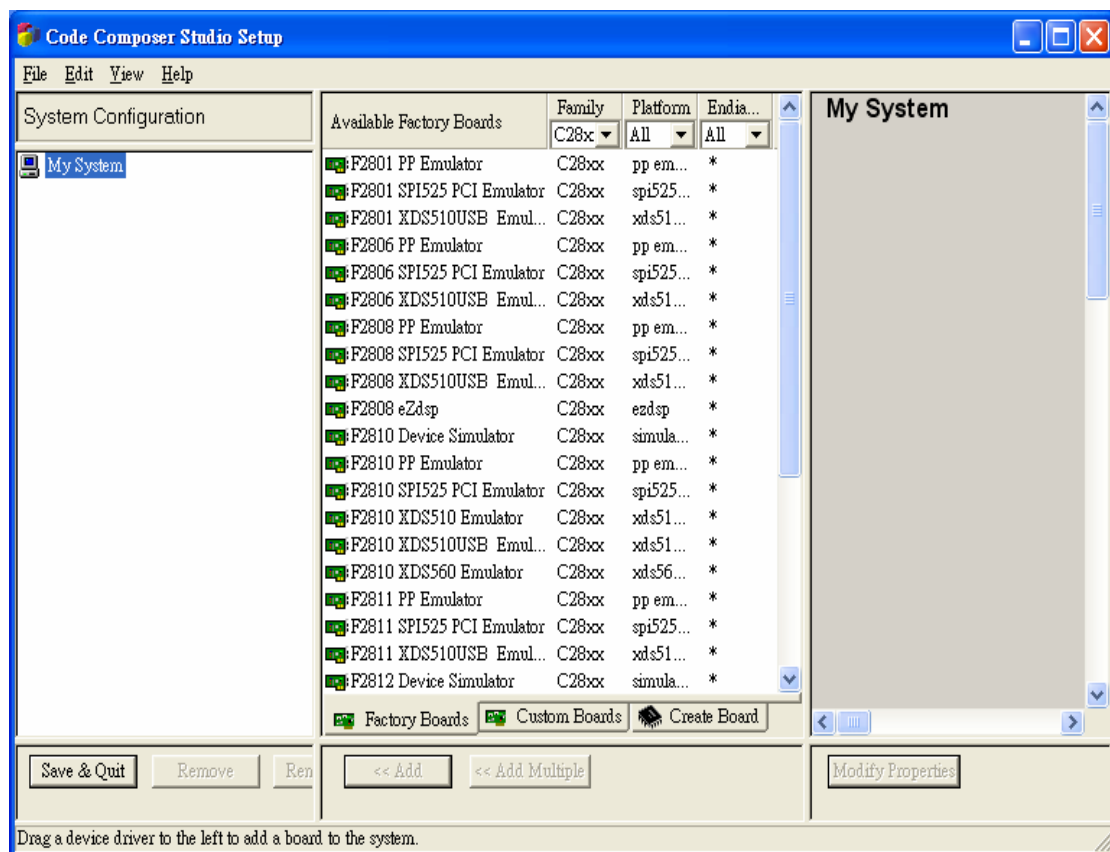 Code Composer Studio Setup
File Edit View Help
System Configuration
My System
Available Factory Boards Family Platform Endia...
C28x All All
F2801 PP Emulator C28xx pp em... *
F2801 SPI525 PCI Emulator C28xx spi525... *
F2801 XDS510USB Emul... C28xx xds51... *
F2806 PP Emulator C28xx pp em... *
F2806 SPI525 PCI Emulator C28xx spi525... *
F2806 XDS510USB Emul... C28xx xds51... *
F2808 PP Emulator C28xx pp em... *
F2808 SPI525 PCI Emulator C28xx spi525... *
F2808 XDS510USB Emul... C28xx xds51... *
F2808 eZdsp C28xx ezdsp *
F2810 Device Simulator C28xx simula... *
F2810 PP Emulator C28xx pp em... *
F2810 SPI525 PCI Emulator C28xx spi525... *
F2810 XDS510 Emulator C28xx xds51... *
F2810 XDS510USB Emul... C28xx xds51... *
F2810 XDS560 Emulator C28xx xds56... *
F2811 PP Emulator C28xx pp em... *
F2811 SPI525 PCI Emulator C28xx spi525... *
F2811 XDS510USB Emul... C28xx xds51... *
F2812 Device Simulator C28xx simula... *
Factory Boards Custom Boards Create Board
My System
Save & Quit Remove Ren << Add << Add Multiple Modify Properties
Drag a device driver to the left to add a board to the system.